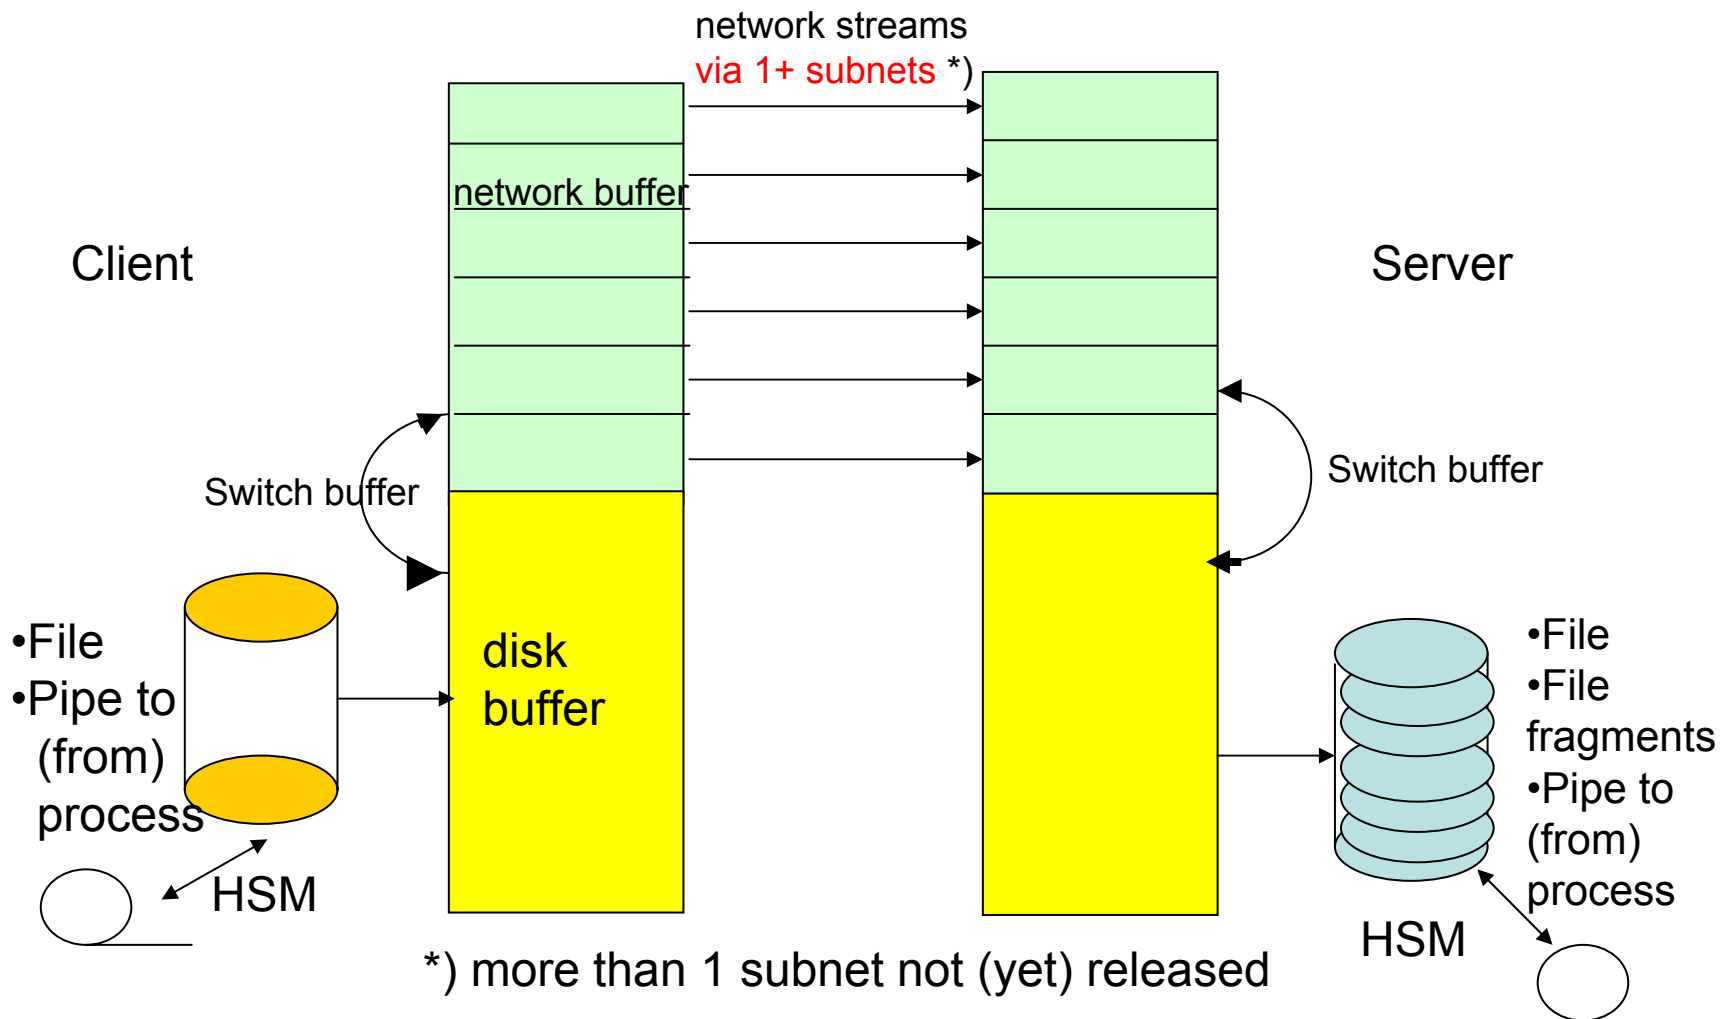 network streams
via 1+ subnets *)
network buffer
Client
Server
Switch buffer
Switch buffer
•File
•Pipe to
(from)
process
disk
buffer
•File
•File
fragments
•Pipe to
(from)
process
HSM
HSM
*) more than 1 subnet not (yet) released